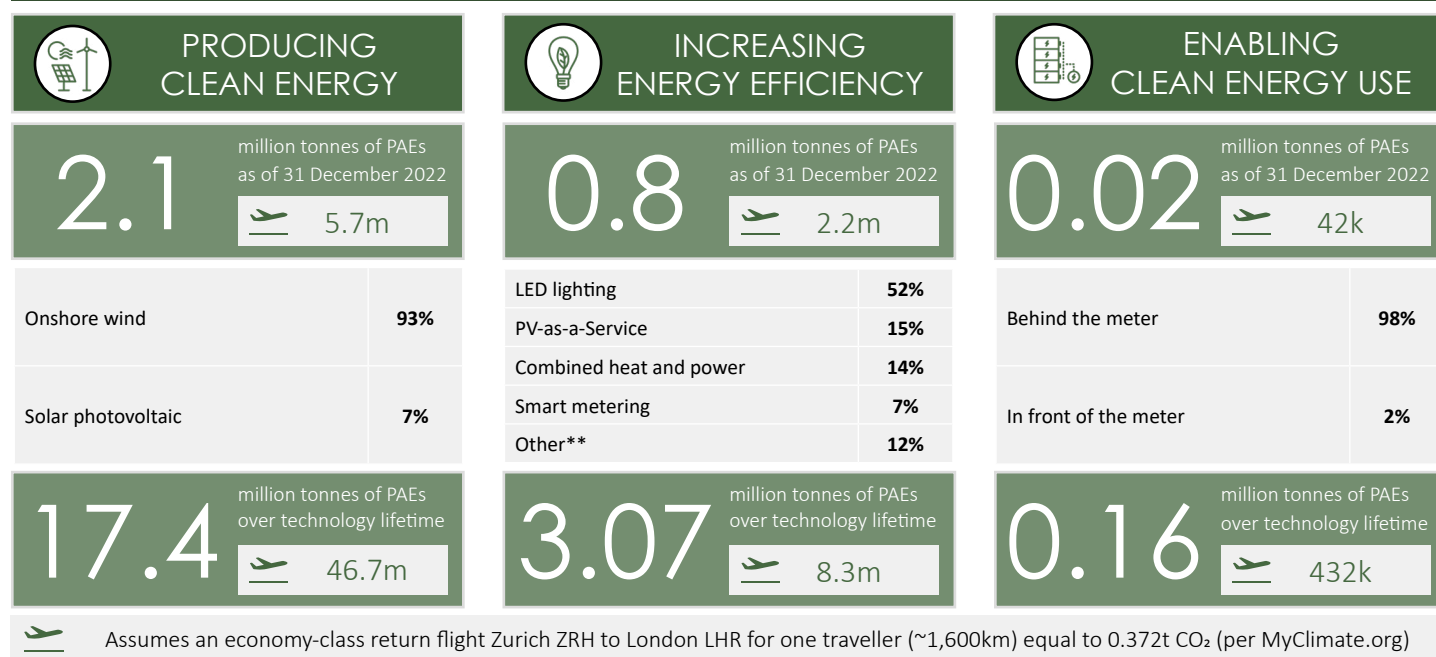 PRODUCING
CLEAN ENERGY
2.1
million tonnes of PAEs
as of 31 December 2022
5.7m
Onshore wind 93%
Solar photovoltaic 7%
17.4
million tonnes of PAEs
over technology lifetime
46.7m
INCREASING
ENERGY EFFICIENCY
0.8
million tonnes of PAEs
as of 31 December 2022
2.2m
LED lighting 52%
PV-as-a-Service 15%
Combined heat and power 14%
Smart metering 7%
Other** 12%
3.07
million tonnes of PAEs
over technology lifetime
8.3m
ENABLING
CLEAN ENERGY USE
0.02
million tonnes of PAEs
as of 31 December 2022
42k
Behind the meter 98%
In front of the meter 2%
0.16
million tonnes of PAEs
over technology lifetime
432k
Assumes an economy-class return flight Zurich ZRH to London LHR for one traveller (~1,600km) equal to 0.372t CO₂ (per MyClimate.org)